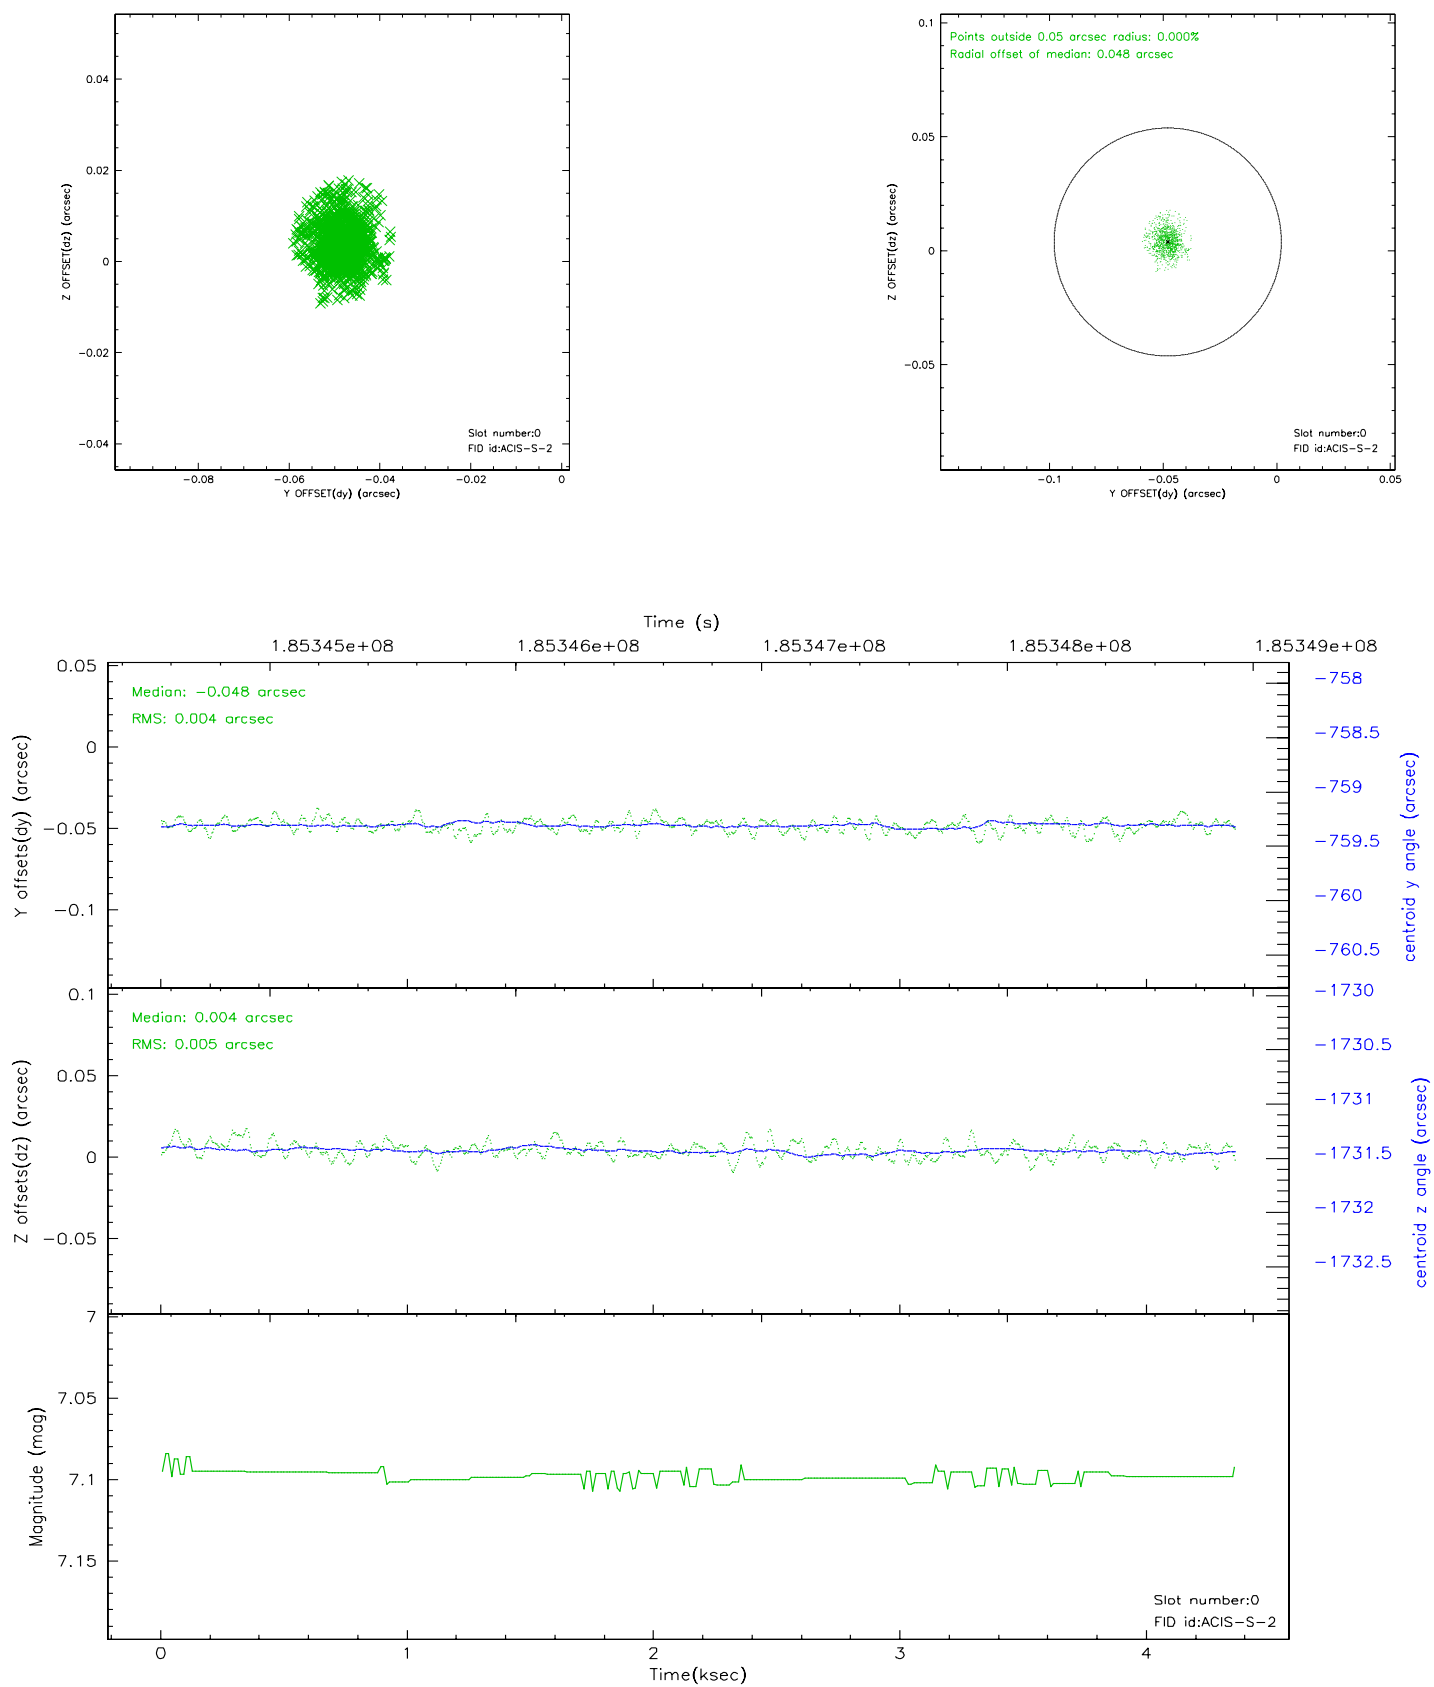 0.04
0.02
0
-0.02
-0.04
Z OFFSET(dz) (arcsec)
Slot number:0
FID id:ACIS-S-2
-0.08
-0.06
-0.04
-0.02
0
Y OFFSET(dy) (arcsec)
0.1
0.05
0
-0.05
Z OFFSET(dz) (arcsec)
Points outside 0.05 arcsec radius: 0.000%
Radial offset of median: 0.048 arcsec
Slot number:0
FID id:ACIS-S-2
-0.1
-0.05
0
0.05
Y OFFSET(dy) (arcsec)
Time (s)
1.85345e+08
1.85346e+08
1.85347e+08
1.85348e+08
1.85349e+08
0.05
0
-0.05
-0.1
Y offsets(dy) (arcsec)
Median: -0.048 arcsec
RMS: 0.004 arcsec
-758
-758.5
-759
-759.5
-760
-760.5
centroid y angle (arcsec)
0.1
0.05
0
-0.05
Z offsets(dz) (arcsec)
Median: 0.004 arcsec
RMS: 0.005 arcsec
-1730
-1730.5
-1731
-1731.5
-1732
-1732.5
centroid z angle (arcsec)
7
7.05
7.1
7.15
Magnitude (mag)
Slot number:0
FID id:ACIS-S-2
0
1
2
3
4
Time(ksec)